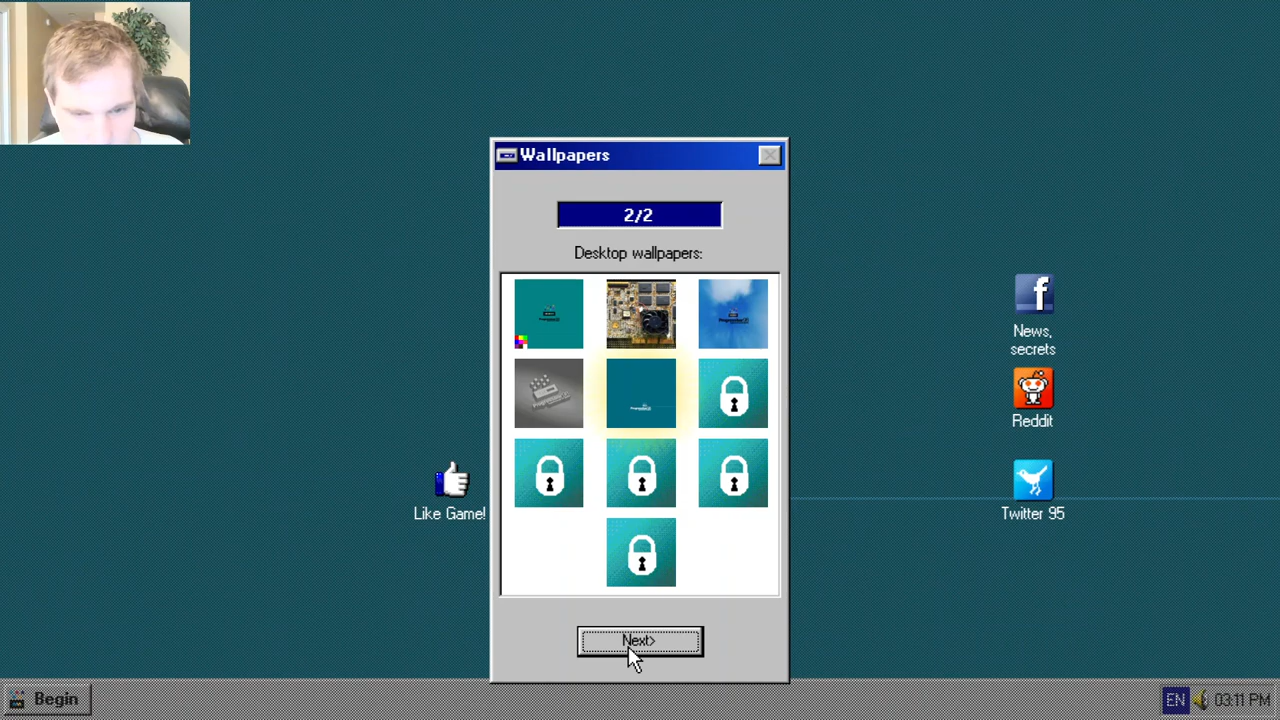 Wallpapers
2/2
Desktop wallpapers:
News,
secrets
Reddit
Like Game!
Twitter 95
Next>
Begin
EN
03:11 PM